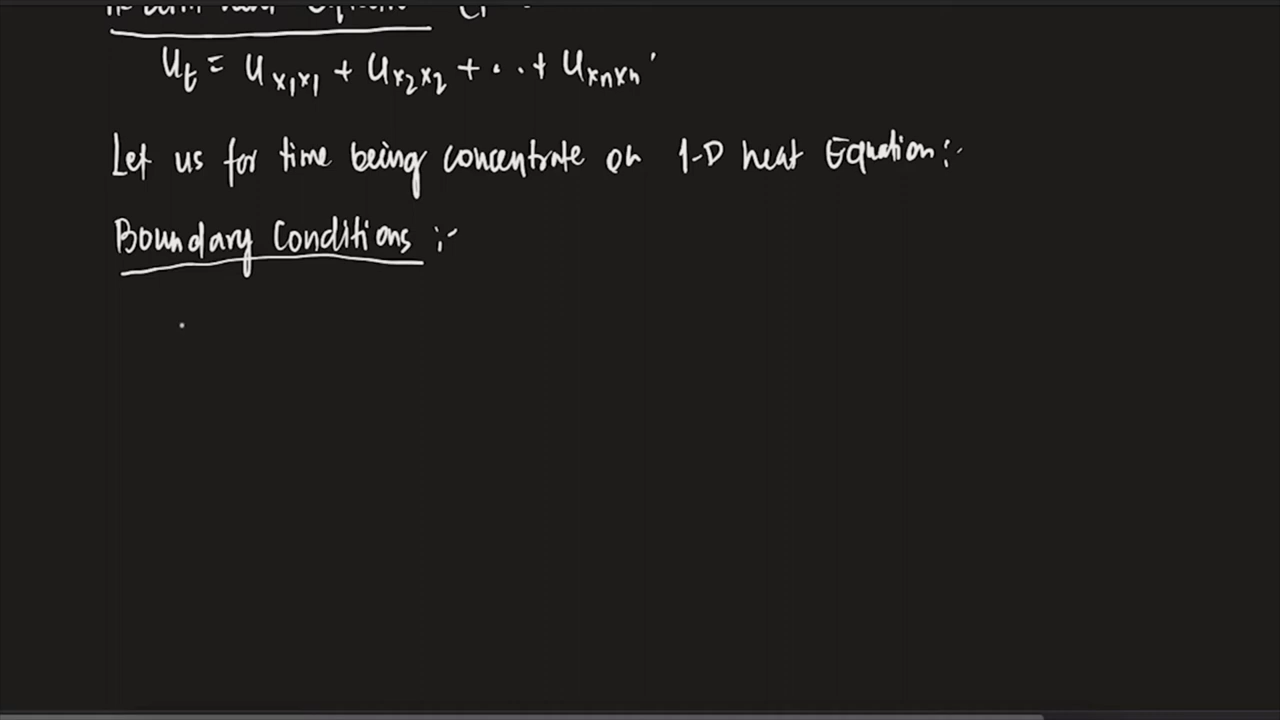 u_t = u_{x_1x_1} + u_{x_2x_2} + ... + u_{x_nx_n}.
Let us for time being concentrate on 1-D heat Equation:-
Boundary Conditions :-